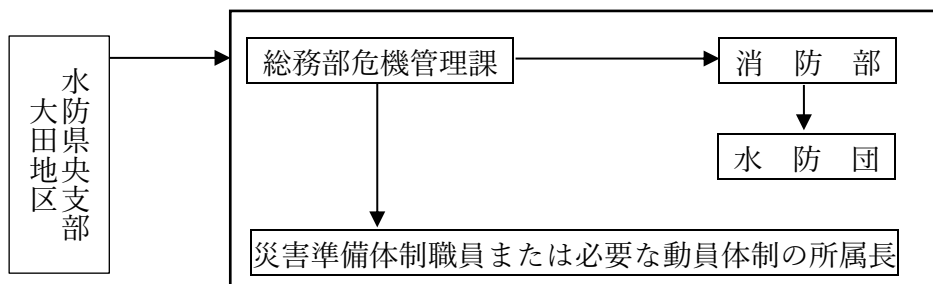 水防県央支部
大田地区
総務部危機管理課
消防部
水防団
災害準備体制職員または必要な動員体制の所属長